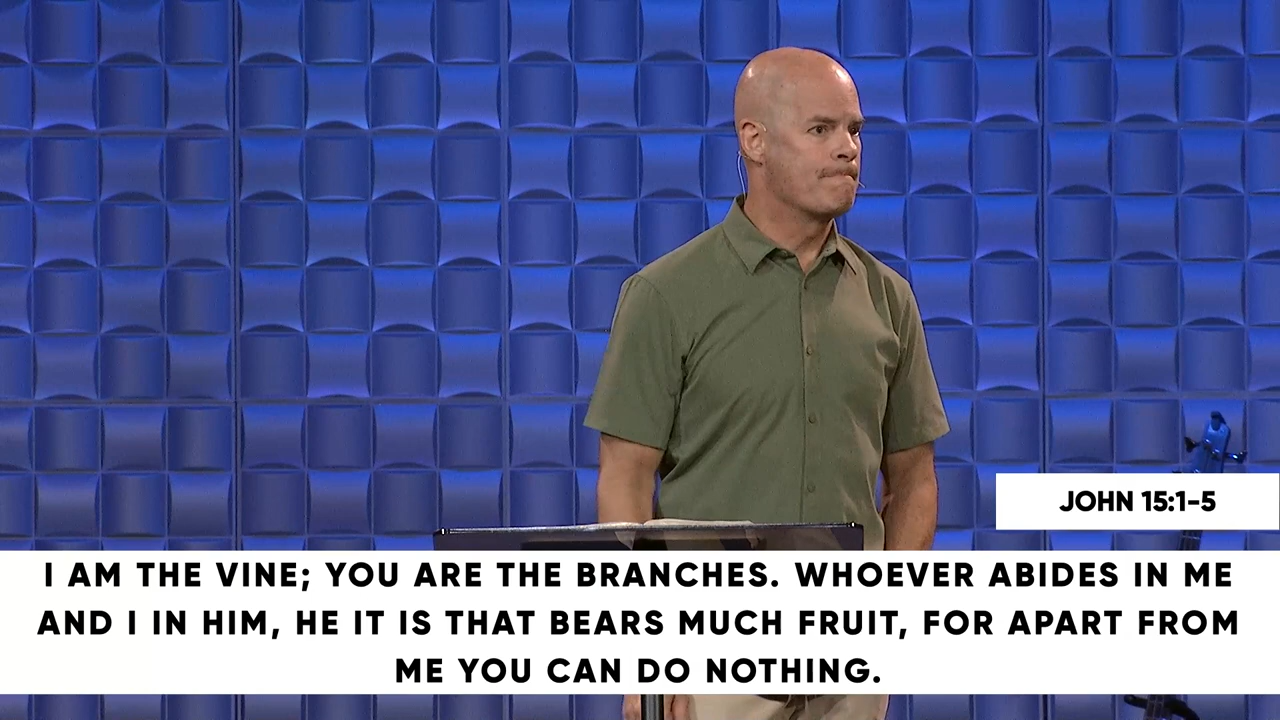 JOHN 15:1-5
I AM THE VINE; YOU ARE THE BRANCHES. WHOEVER ABIDES IN ME
AND I IN HIM, HE IT IS THAT BEARS MUCH FRUIT, FOR APART FROM
ME YOU CAN DO NOTHING.